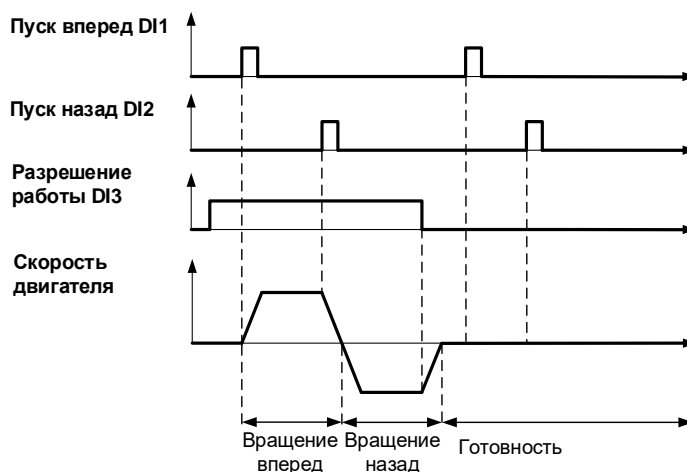 Пуск вперед DI1
Пуск назад DI2
Разрешение
работы DI3
Скорость
двигателя
Вращение
вперед
Вращение
назад
Готовность